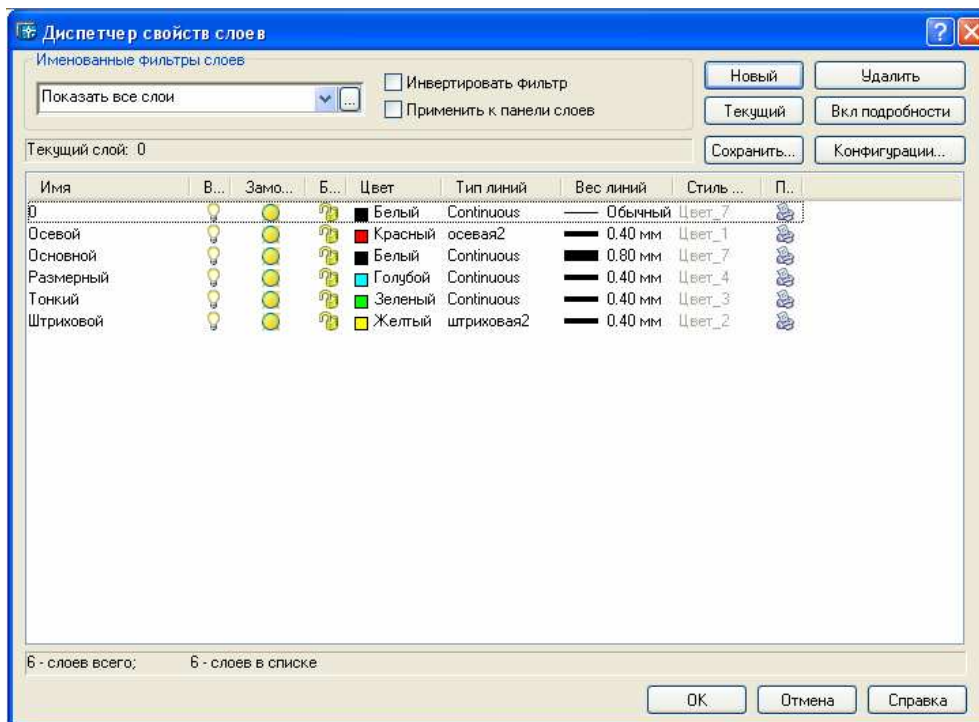 Диспетчер свойств слоев
Именованные фильтры слоев
Показать все слои
...
Инвертировать фильтр
Применить к панели слоев
Новый
Удалить
Текущий
Вкл подробности
Сохранить...
Конфигурации...
Текущий слой: 0
Имя В... Замо... Б... Цвет Тип линий Вес линий Стиль ... П..
0 Белый Continuous Обычный Цвет_7
Осевой Красный осевая2 0.40 мм Цвет_1
Основной Белый Continuous 0.80 мм Цвет_7
Размерный Голубой Continuous 0.40 мм Цвет_4
Тонкий Зеленый Continuous 0.40 мм Цвет_3
Штриховой Желтый штриховая2 0.40 мм Цвет_2
6 - слоев всего; 6 - слоев в списке
OK Отмена Справка